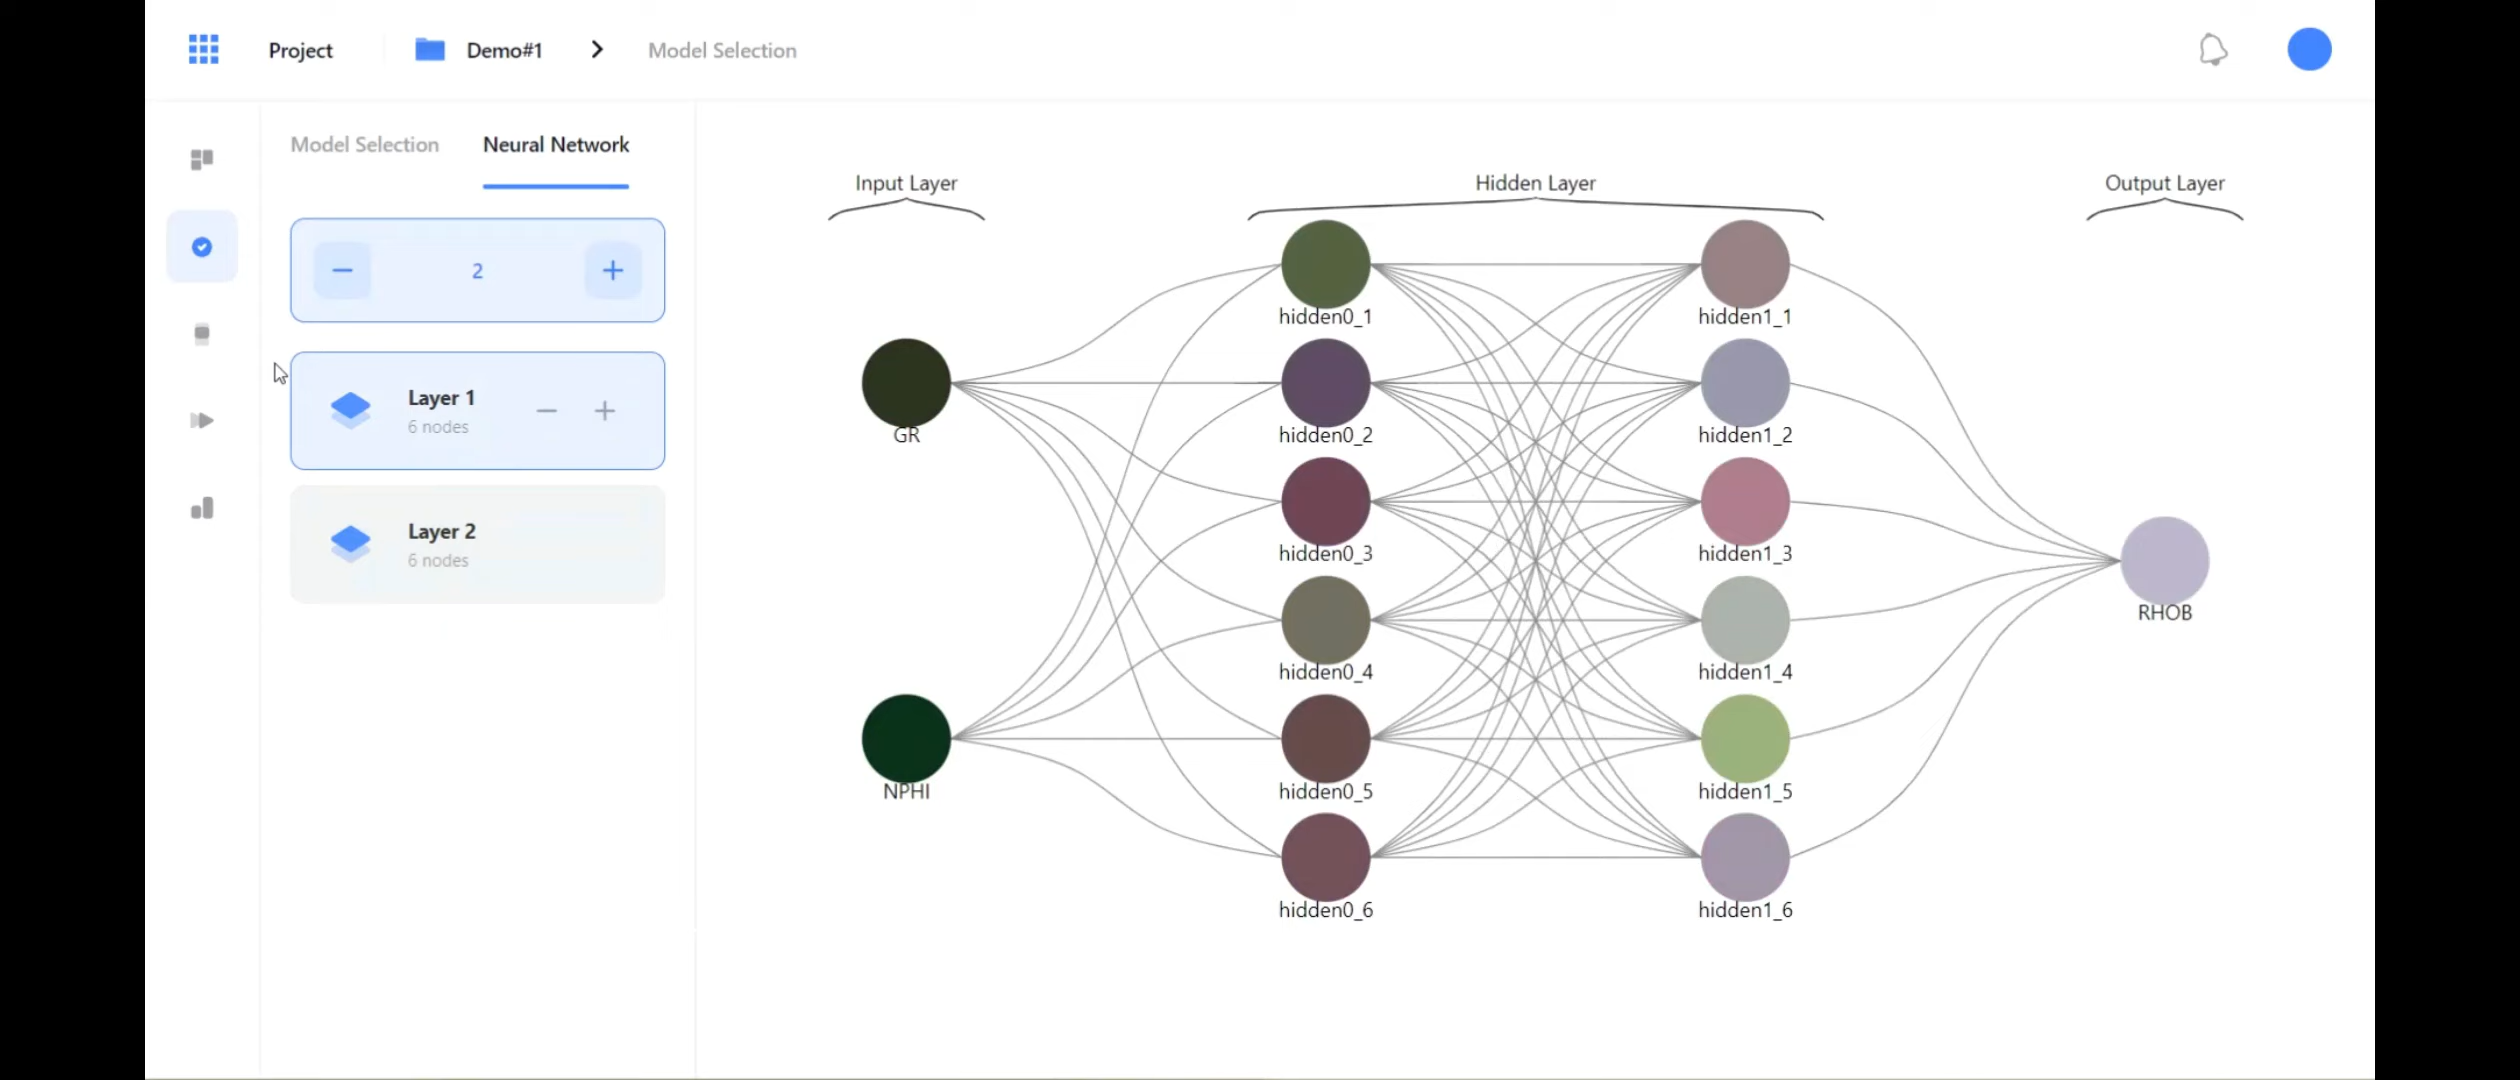 Project
Demo#1
Model Selection
Model Selection
Neural Network
2
Layer 1
6 nodes
Layer 2
6 nodes
Input Layer
Hidden Layer
Output Layer
GR
NPHI
hidden0_1
hidden0_2
hidden0_3
hidden0_4
hidden0_5
hidden0_6
hidden1_1
hidden1_2
hidden1_3
hidden1_4
hidden1_5
hidden1_6
RHOB